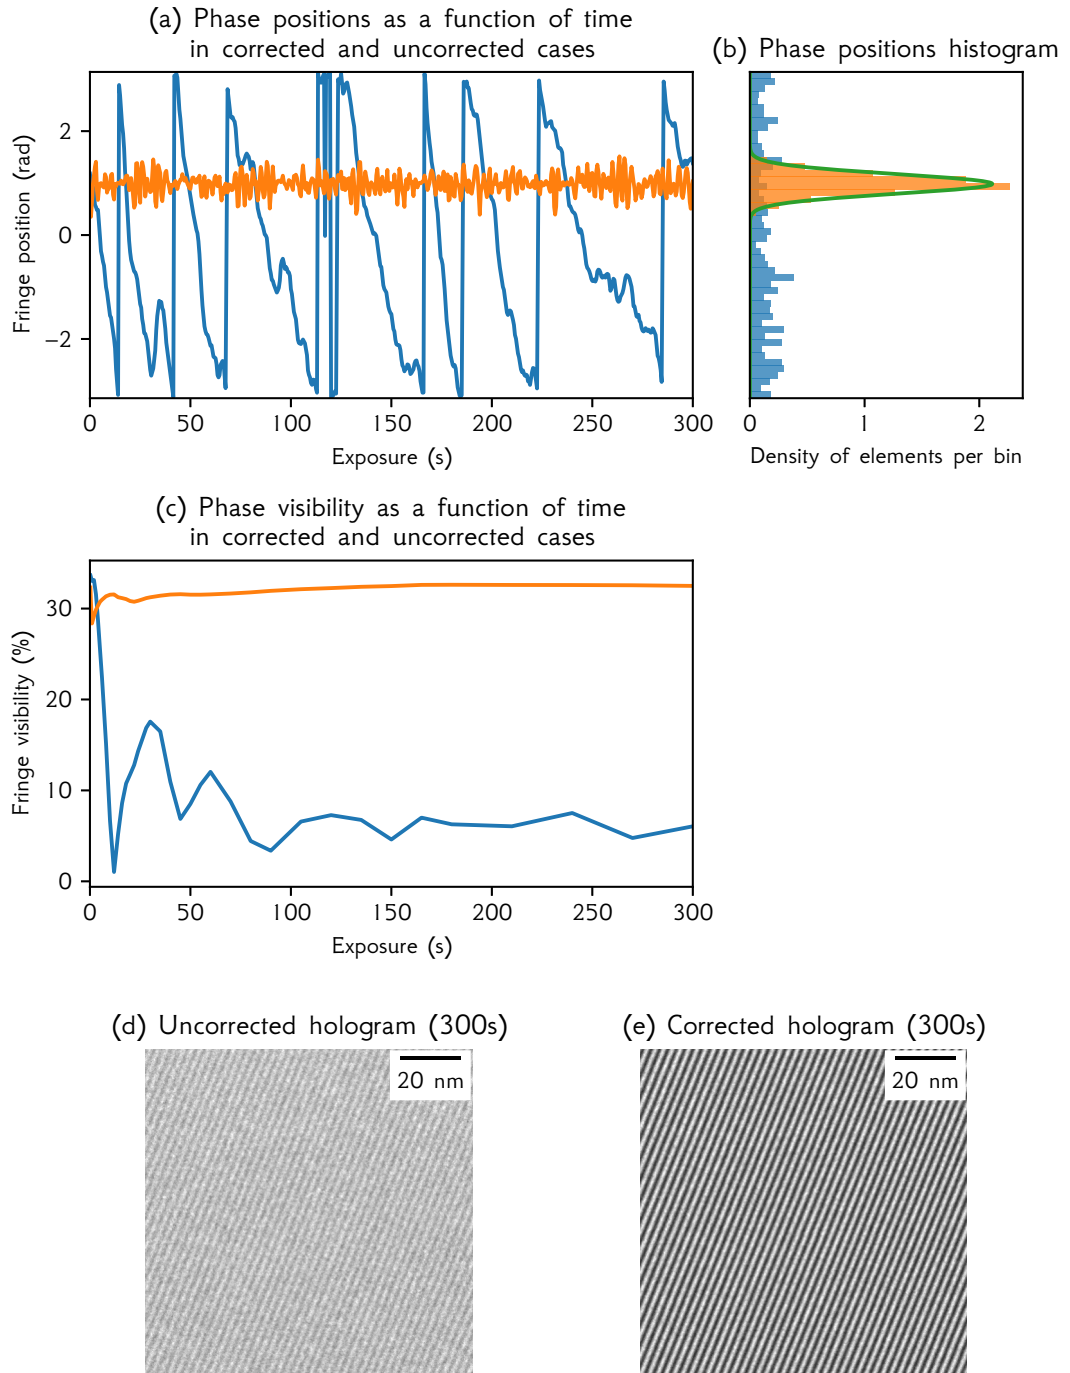 (a) Phase positions as a function of time
in corrected and uncorrected cases
(b) Phase positions histogram
Fringe position (rad)
2
0
−2
0 50 100 150 200 250 300
Exposure (s)
0 1 2
Density of elements per bin
(c) Phase visibility as a function of time
in corrected and uncorrected cases
Fringe visibility (%)
30
20
10
0
0 50 100 150 200 250 300
Exposure (s)
(d) Uncorrected hologram (300s)
20 nm
(e) Corrected hologram (300s)
20 nm